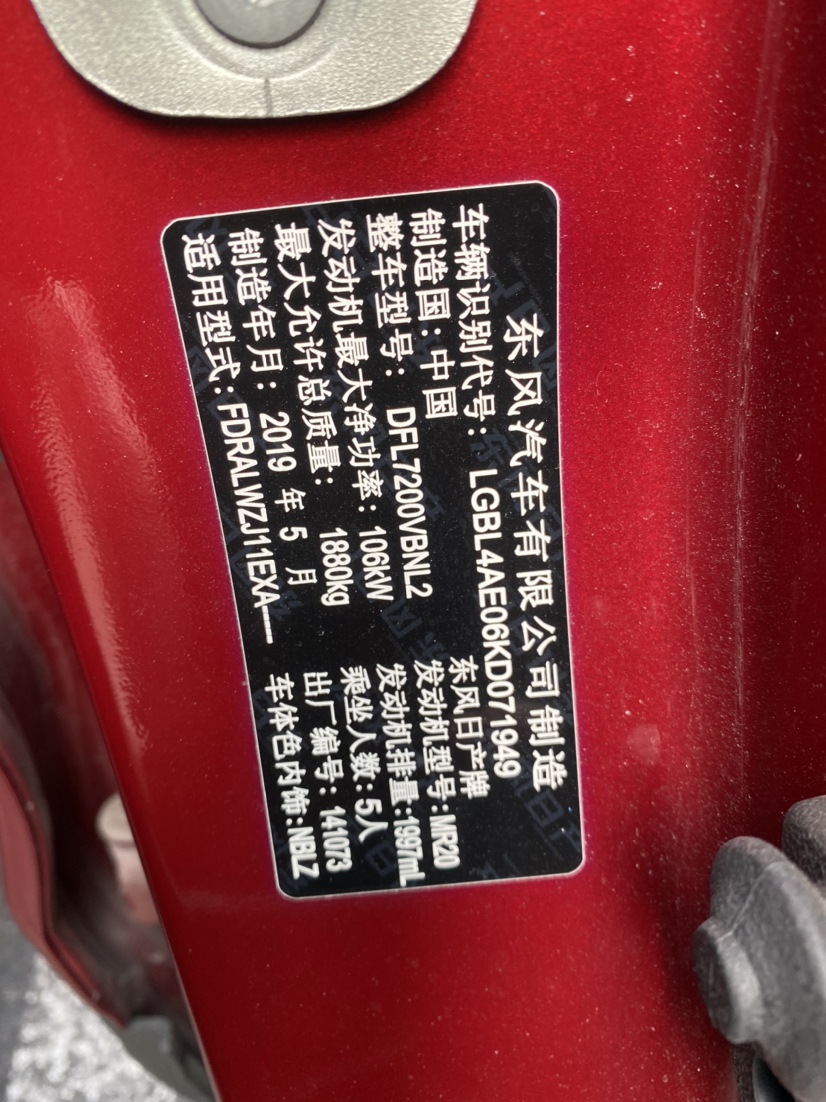 东风汽车有限公司制造
车辆识别代号: LGBL4AE06KD071949
制造国: 中国 东风日产牌
整车型号: DFL7200VBNL2 发动机型号: MR20
发动机最大净功率: 106kW 发动机排量: 1997mL
最大允许总质量: 1880kg 乘坐人数: 5人
制造年月: 2019 年 5 月 出厂编号: 141073
适用型式: FDRALWZJ11EXA—— 车体色内饰: NBLZ